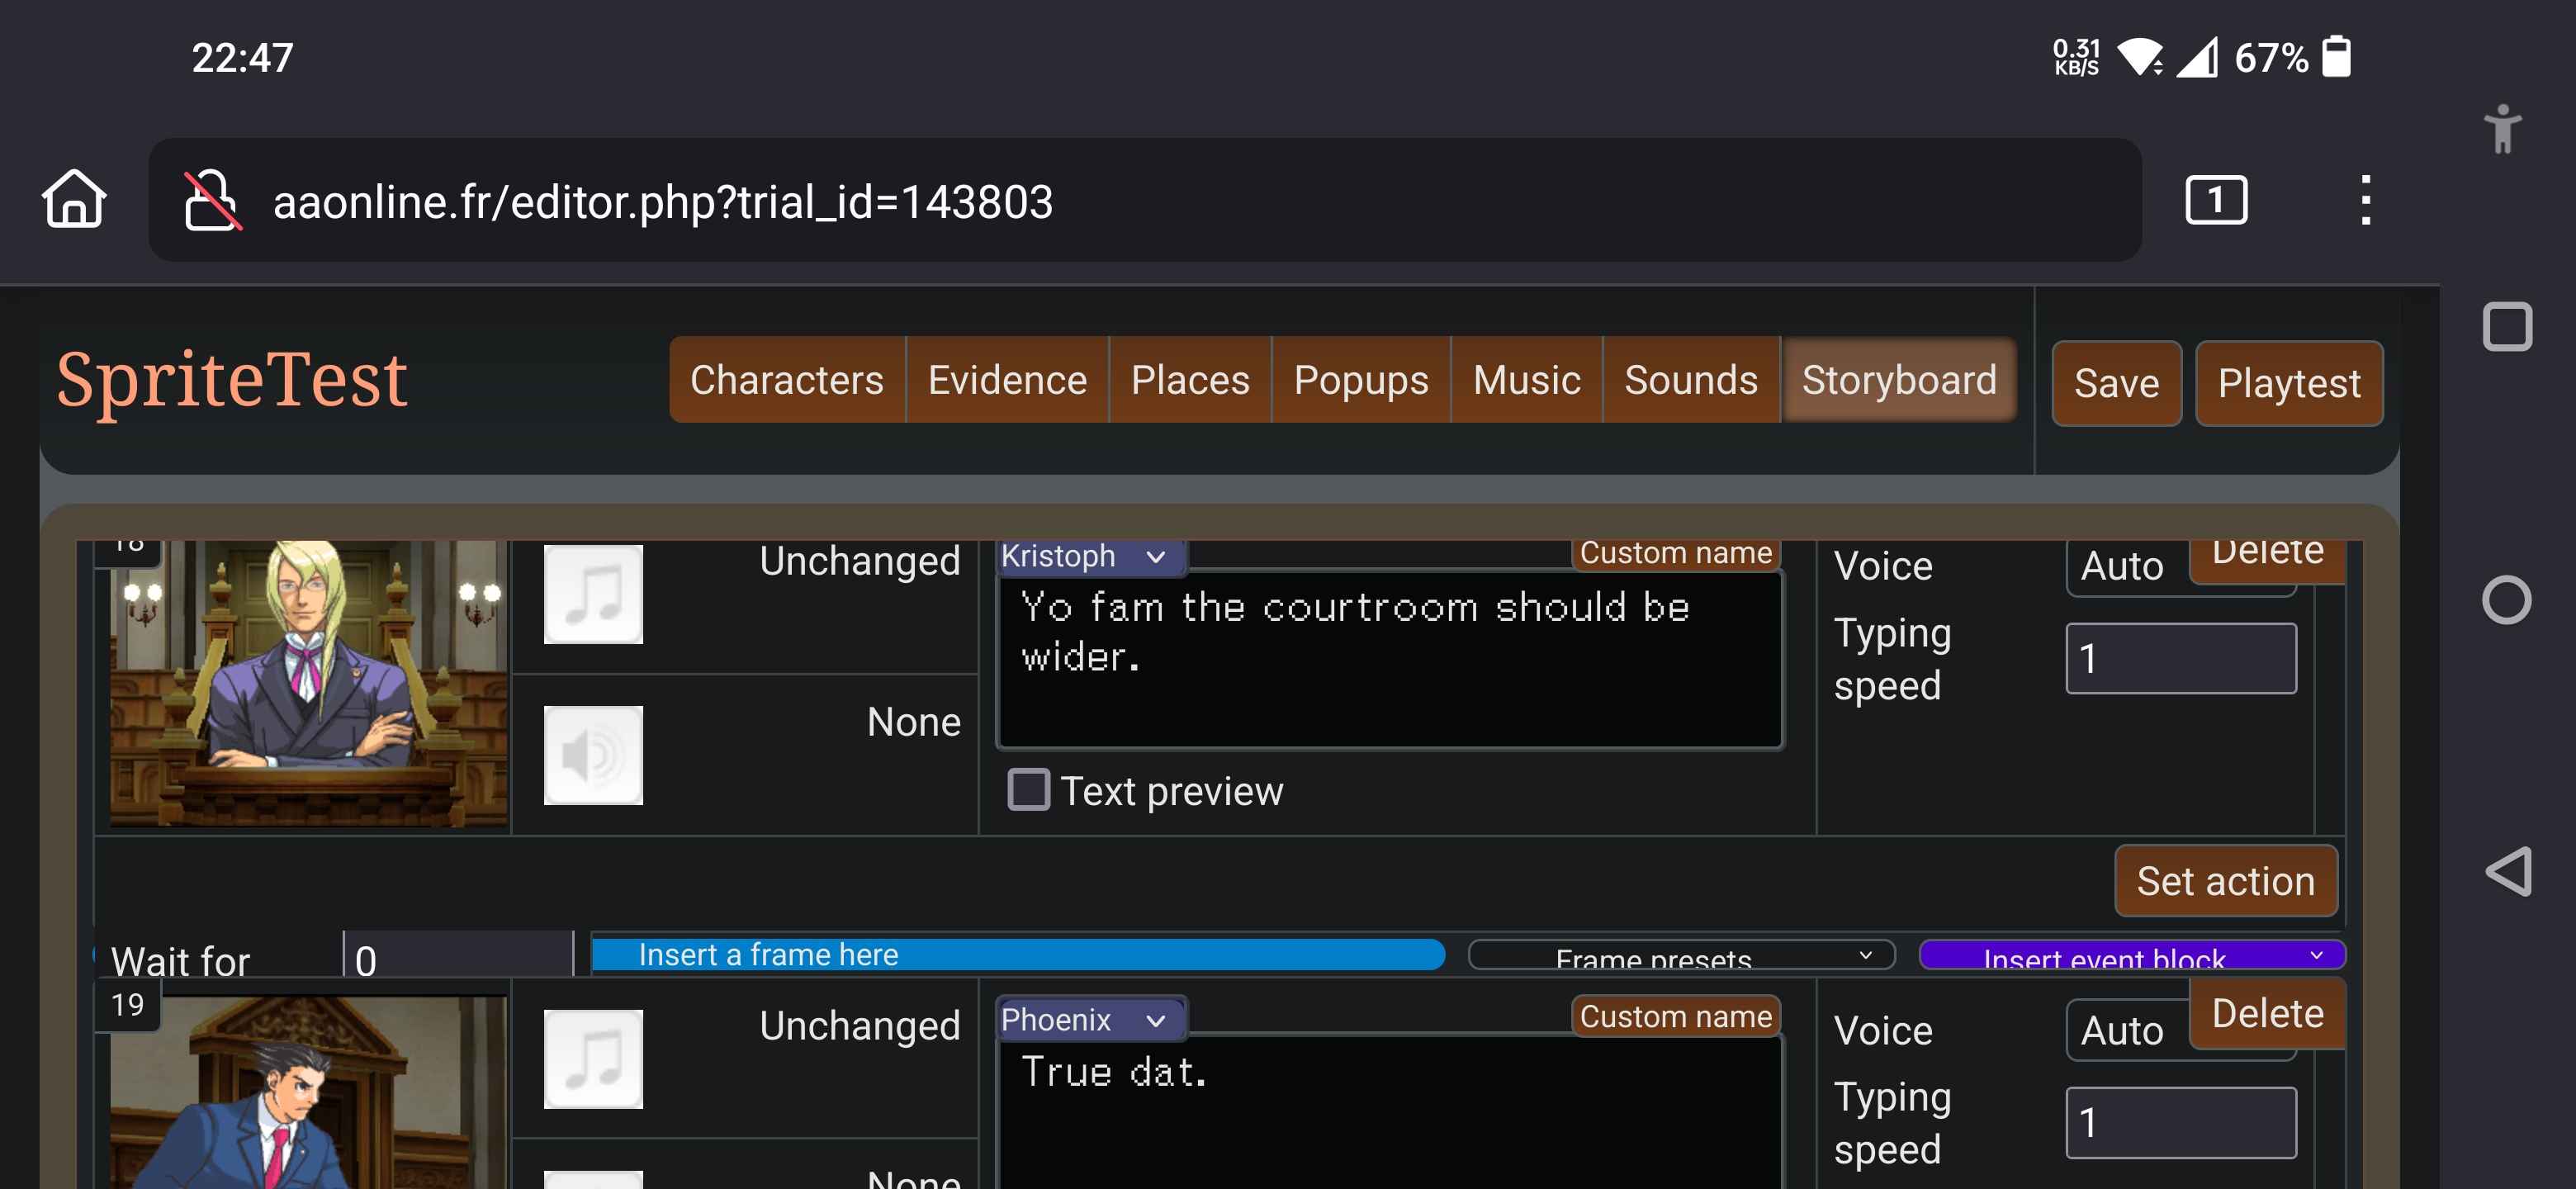 22:47
0.31 KB/S 67%
aaonline.fr/editor.php?trial_id=143803
1
SpriteTest
Characters Evidence Places Popups Music Sounds Storyboard Save Playtest
18 Unchanged Kristoph Custom name Voice Auto Delete
Yo fam the courtroom should be
wider.
Typing
speed
1
None
Text preview
Set action
Wait for 0 Insert a frame here Frame presets Insert event block
19 Unchanged Phoenix Custom name Voice Auto Delete
True dat.
Typing
speed
1
None